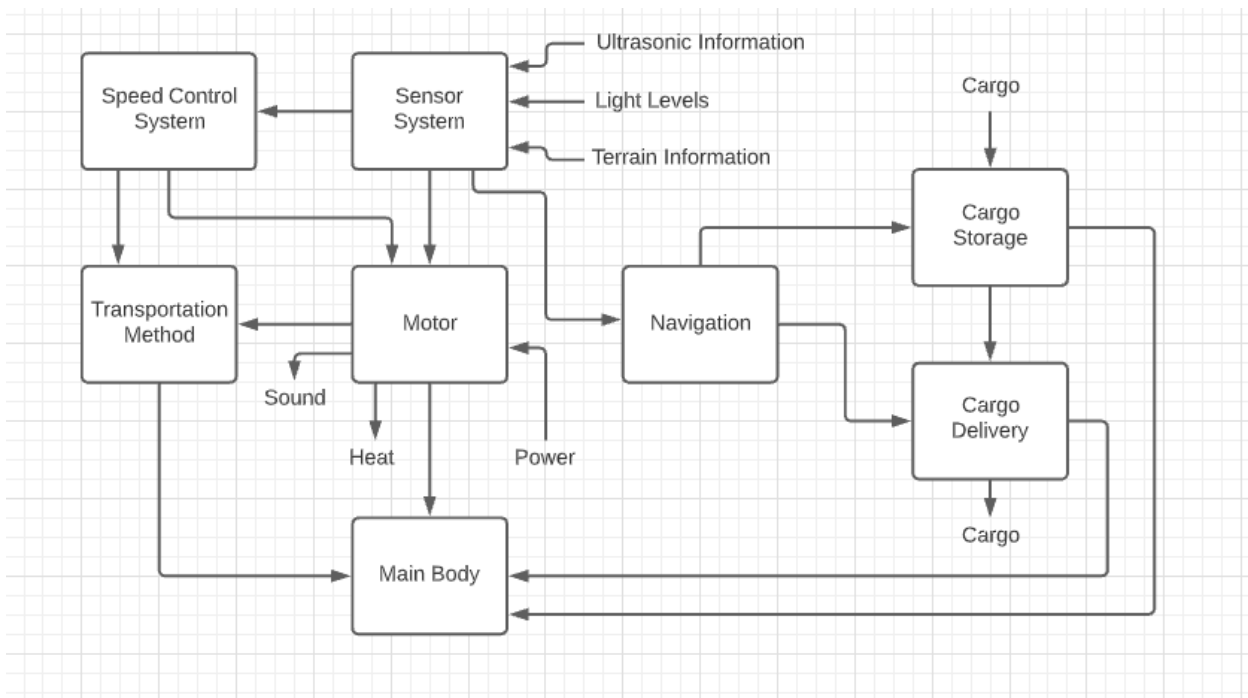 Ultrasonic Information
Speed Control
System
Sensor
System
Light Levels
Terrain Information
Cargo
Cargo
Storage
Transportation
Method
Motor
Navigation
Sound
Heat
Power
Cargo
Delivery
Cargo
Main Body